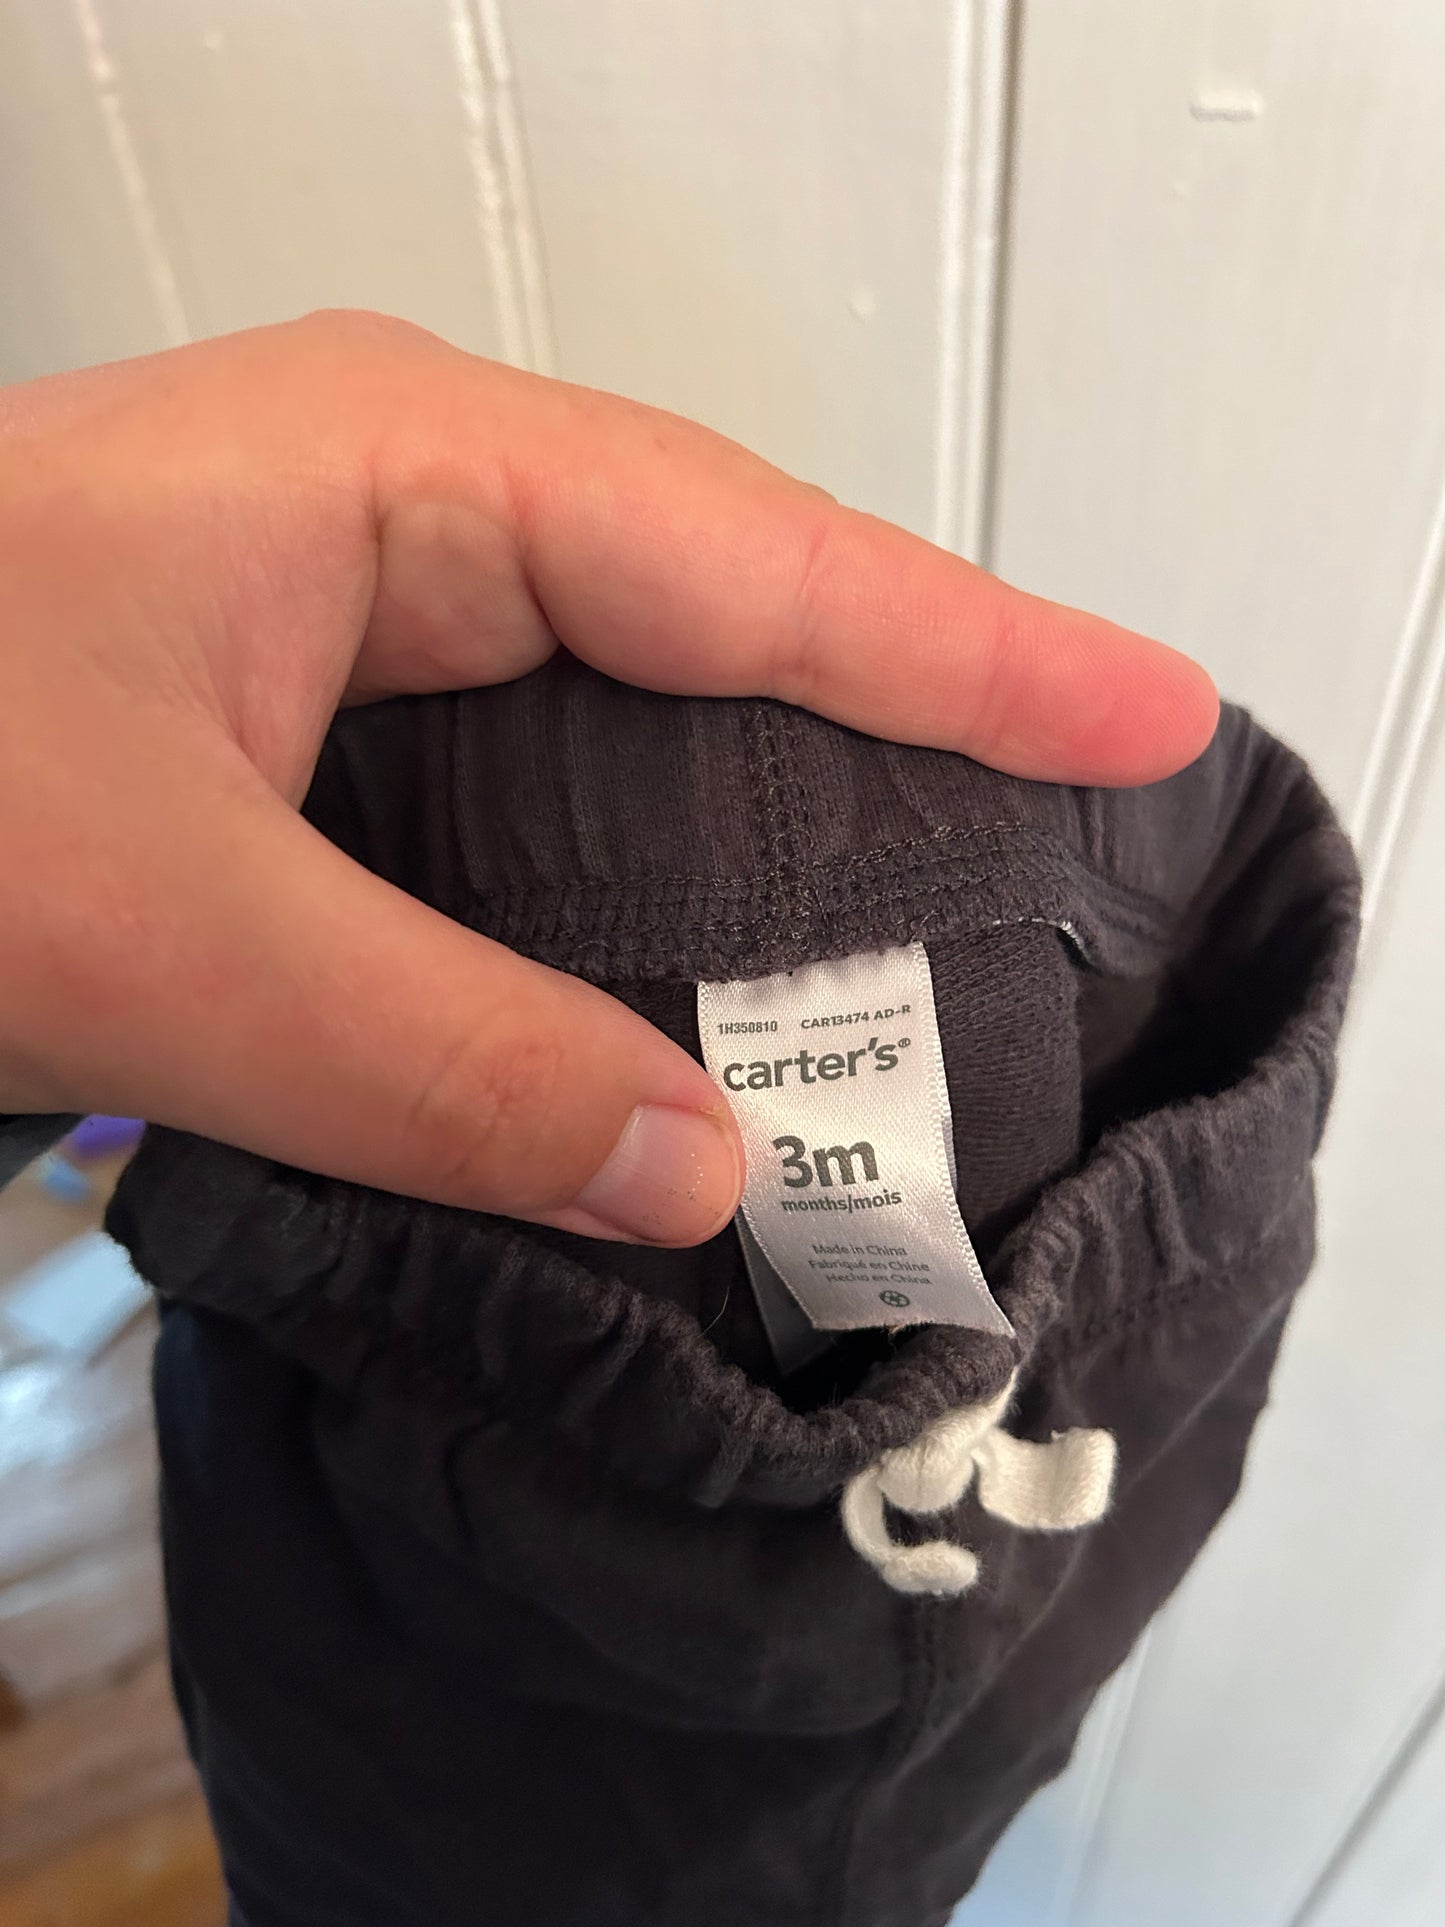 1H350810 CAR13474 AD-R
carter's®
3m
months/mois
Made in China
Fabriqué en Chine
Hecho en China